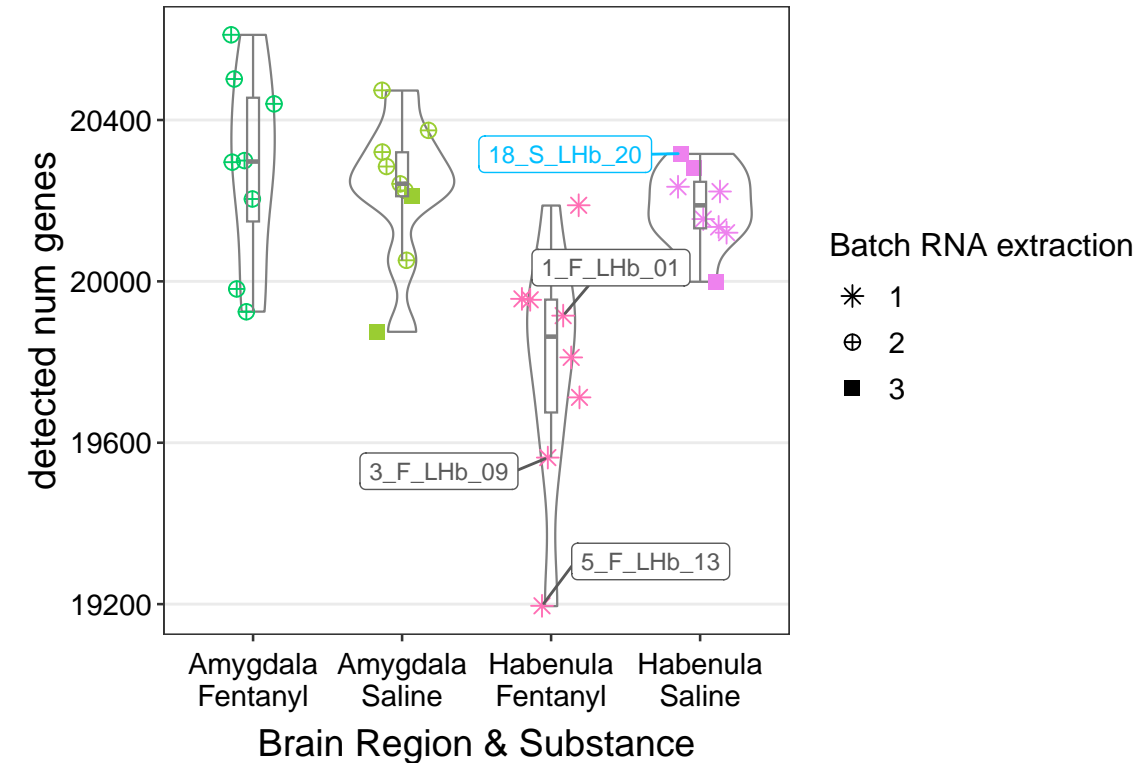 detected num genes
20400
20000
19600
19200
18_S_LHb_20
1_F_LHb_01
3_F_LHb_09
5_F_LHb_13
Amygdala
Fentanyl
Amygdala
Saline
Habenula
Fentanyl
Habenula
Saline
Brain Region & Substance
Batch RNA extraction
1
2
3